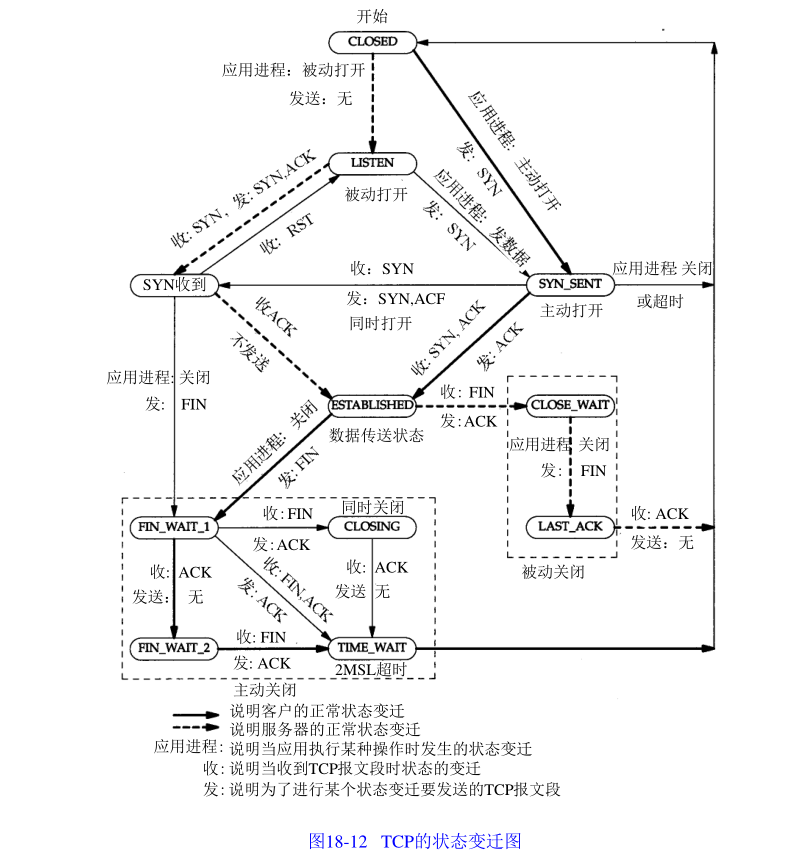 开始
CLOSED
应用进程：被动打开
发送：无
应用进程：主动打开
发：SYN
LISTEN
被动打开
收：SYN，发：SYN,ACK
收：RST
应用进程：发数据
发：SYN
SYN收到
收：SYN
发：SYN,ACF
同时打开
SYN_SENT
主动打开
应用进程:关闭
或超时
收ACK
不发送
收：SYN, ACK
发：ACK
应用进程:关闭
发: FIN
ESTABLISHED
数据传送状态
收: FIN
发:ACK
CLOSE_WAIT
应用进程: 关闭
发: FIN
应用进程：关闭
发：FIN
LAST_ACK
收: ACK
发送：无
被动关闭
FIN_WAIT_1
收:FIN
发:ACK
同时关闭
CLOSING
收: ACK
发送: 无
收：FIN,ACK
发：ACK
收: ACK
发送 无
FIN_WAIT_2
收: FIN
发: ACK
TIME_WAIT
2MSL超时
主动关闭
说明客户的正常状态变迁
说明服务器的正常状态变迁
应用进程: 说明当应用执行某种操作时发生的状态变迁
收: 说明当收到TCP报文段时状态的变迁
发: 说明为了进行某个状态变迁要发送的TCP报文段
图18-12 TCP的状态变迁图